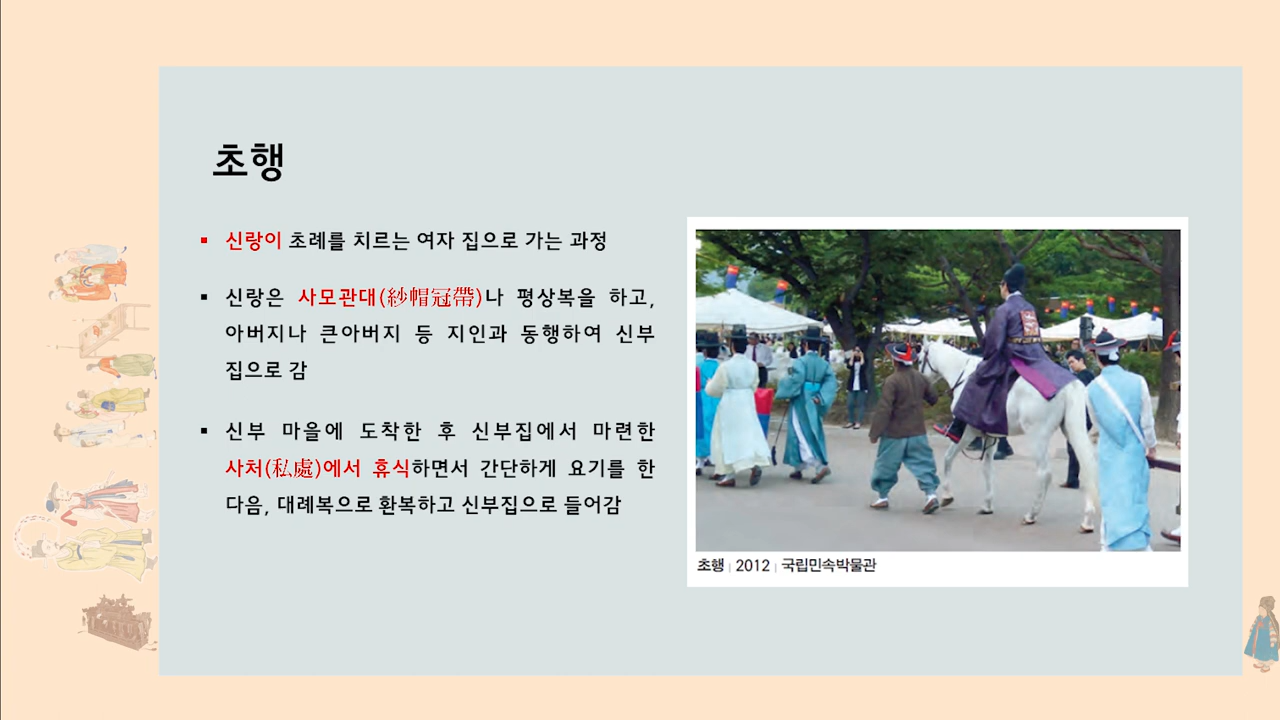 초행
▪ 신랑이 초례를 치르는 여자 집으로 가는 과정
▪ 신랑은 사모관대(紗帽冠帶)나 평상복을 하고,
아버지나 큰아버지 등 지인과 동행하여 신부
집으로 감
▪ 신부 마을에 도착한 후 신부집에서 마련한
사처(私處)에서 휴식하면서 간단하게 요기를 한
다음, 대례복으로 환복하고 신부집으로 들어감
초행 | 2012 | 국립민속박물관